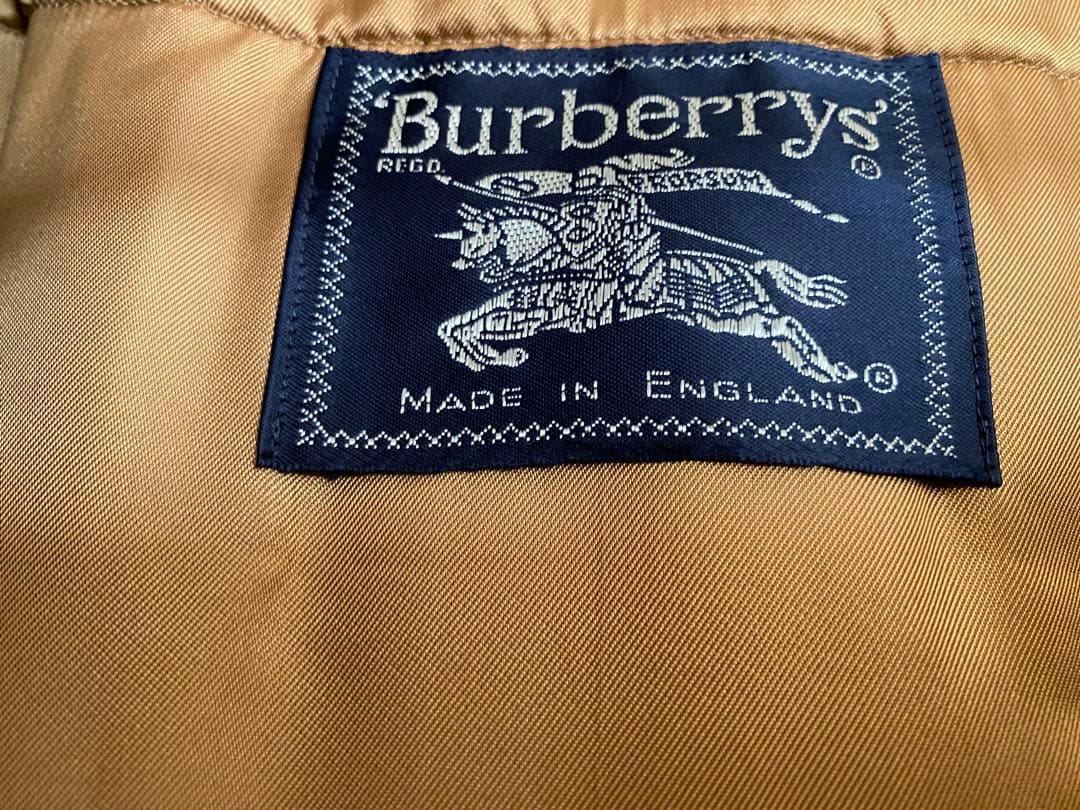 ‘Burberrys’
REGD. ®
®
MADE IN ENGLAND